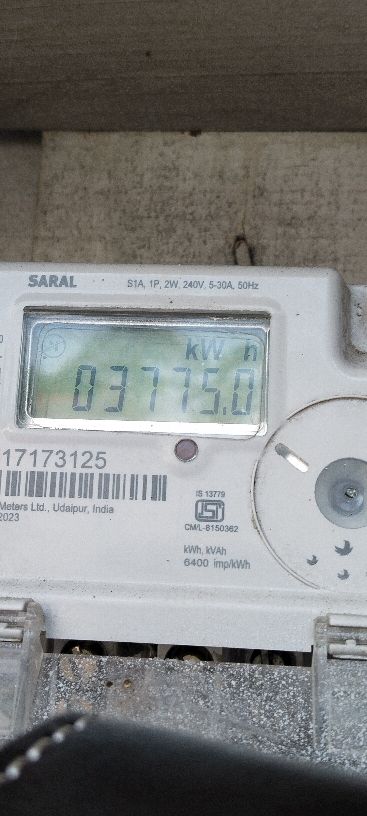 SARAL
S1A, 1P, 2W, 240V, 5-30A, 50Hz
kW h
03775.0
17173125
Meters Ltd., Udaipur, India
2023
IS 13779
ISI
CM/L-8150362
kWh, kVAh
6400 imp/kWh